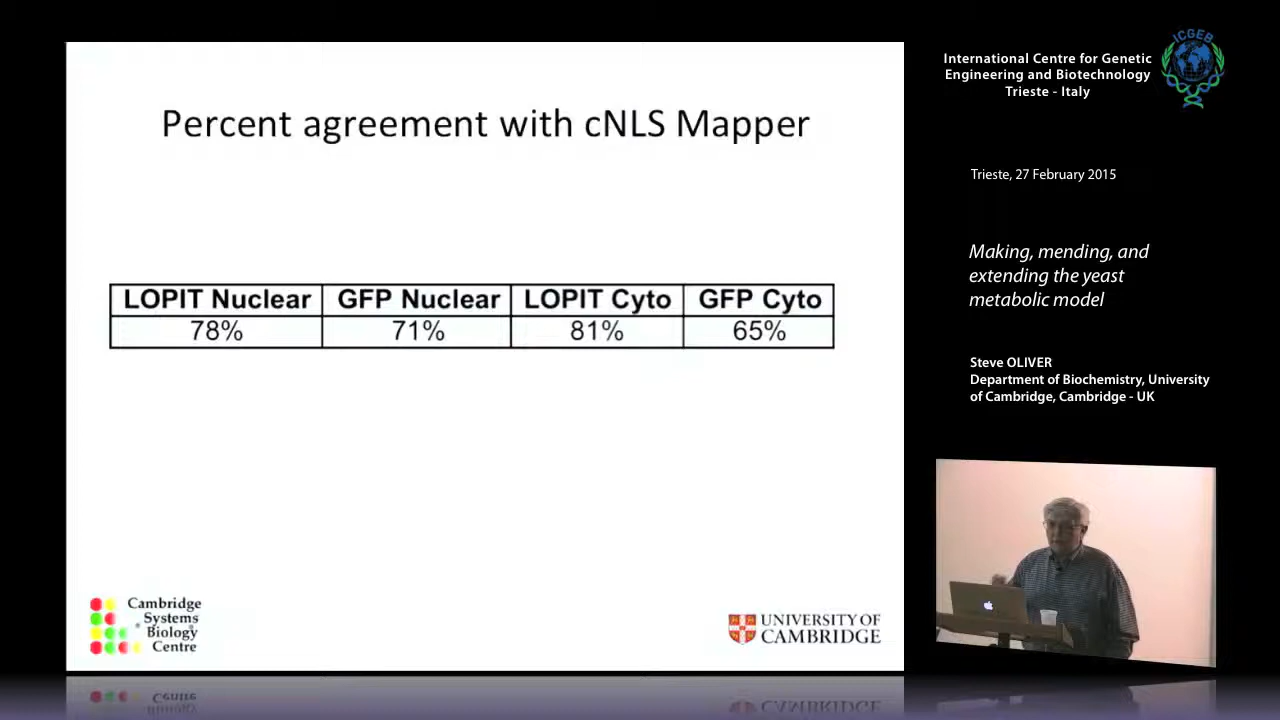 Percent agreement with cNLS Mapper
LOPIT Nuclear GFP Nuclear LOPIT Cyto GFP Cyto
78% 71% 81% 65%
Cambridge
Systems
Biology
Centre
UNIVERSITY OF
CAMBRIDGE
International Centre for Genetic
Engineering and Biotechnology
Trieste - Italy
ICGEB
Trieste, 27 February 2015
Making, mending, and
extending the yeast
metabolic model
Steve OLIVER
Department of Biochemistry, University
of Cambridge, Cambridge - UK